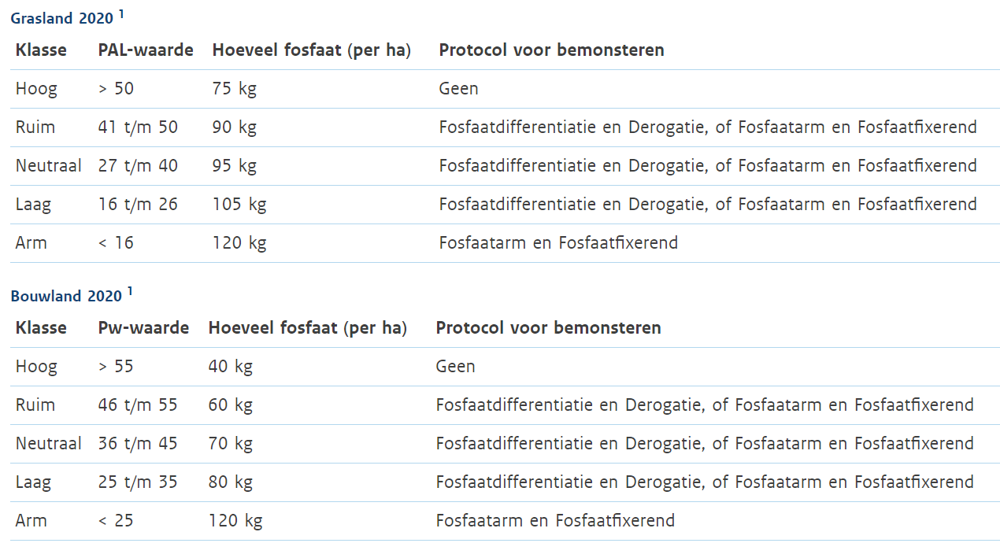 Grasland 2020 1
Klasse PAL-waarde Hoeveel fosfaat (per ha) Protocol voor bemonsteren
Hoog > 50 75 kg Geen
Ruim 41 t/m 50 90 kg Fosfaatdifferentiatie en Derogatie, of Fosfaatarm en Fosfaatfixerend
Neutraal 27 t/m 40 95 kg Fosfaatdifferentiatie en Derogatie, of Fosfaatarm en Fosfaatfixerend
Laag 16 t/m 26 105 kg Fosfaatdifferentiatie en Derogatie, of Fosfaatarm en Fosfaatfixerend
Arm < 16 120 kg Fosfaatarm en Fosfaatfixerend
Bouwland 2020 1
Klasse Pw-waarde Hoeveel fosfaat (per ha) Protocol voor bemonsteren
Hoog > 55 40 kg Geen
Ruim 46 t/m 55 60 kg Fosfaatdifferentiatie en Derogatie, of Fosfaatarm en Fosfaatfixerend
Neutraal 36 t/m 45 70 kg Fosfaatdifferentiatie en Derogatie, of Fosfaatarm en Fosfaatfixerend
Laag 25 t/m 35 80 kg Fosfaatdifferentiatie en Derogatie, of Fosfaatarm en Fosfaatfixerend
Arm < 25 120 kg Fosfaatarm en Fosfaatfixerend